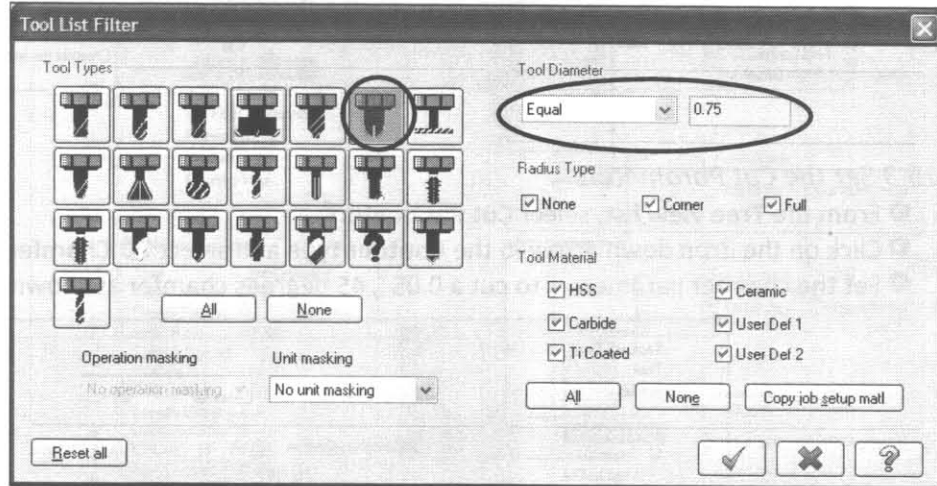 Tool List Filter
Tool Types
Tool Diameter
Equal
0.75
Radius Type
None
Corner
Full
Tool Material
HSS
Ceramic
Carbide
User Def 1
Ti Coated
User Def 2
All
None
Operation masking
Unit masking
No operation masking
No unit masking
All
None
Copy job setup matl
Reset all